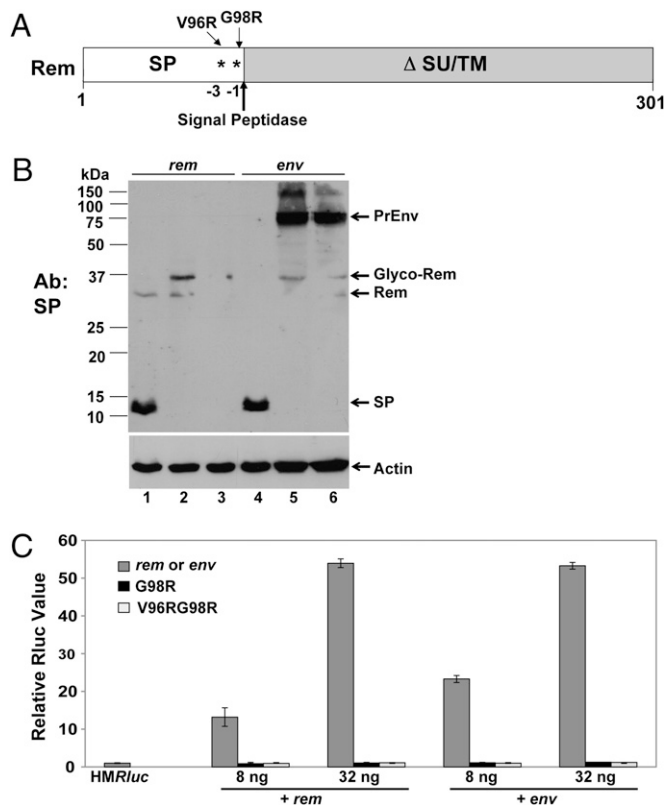 A
V96R G98R
Rem SP * * Δ SU/TM
-3 -1
1 301
Signal Peptidase
B
kDa rem env
150
100
75
50
37
25
20
15
10
Ab:
SP
PrEnv
Glyco-Rem
Rem
SP
Actin
1 2 3 4 5 6
C
Relative Rluc Value
60
50
40
30
20
10
0
rem or env
G98R
V96RG98R
HMRluc 8 ng 32 ng 8 ng 32 ng
+ rem + env